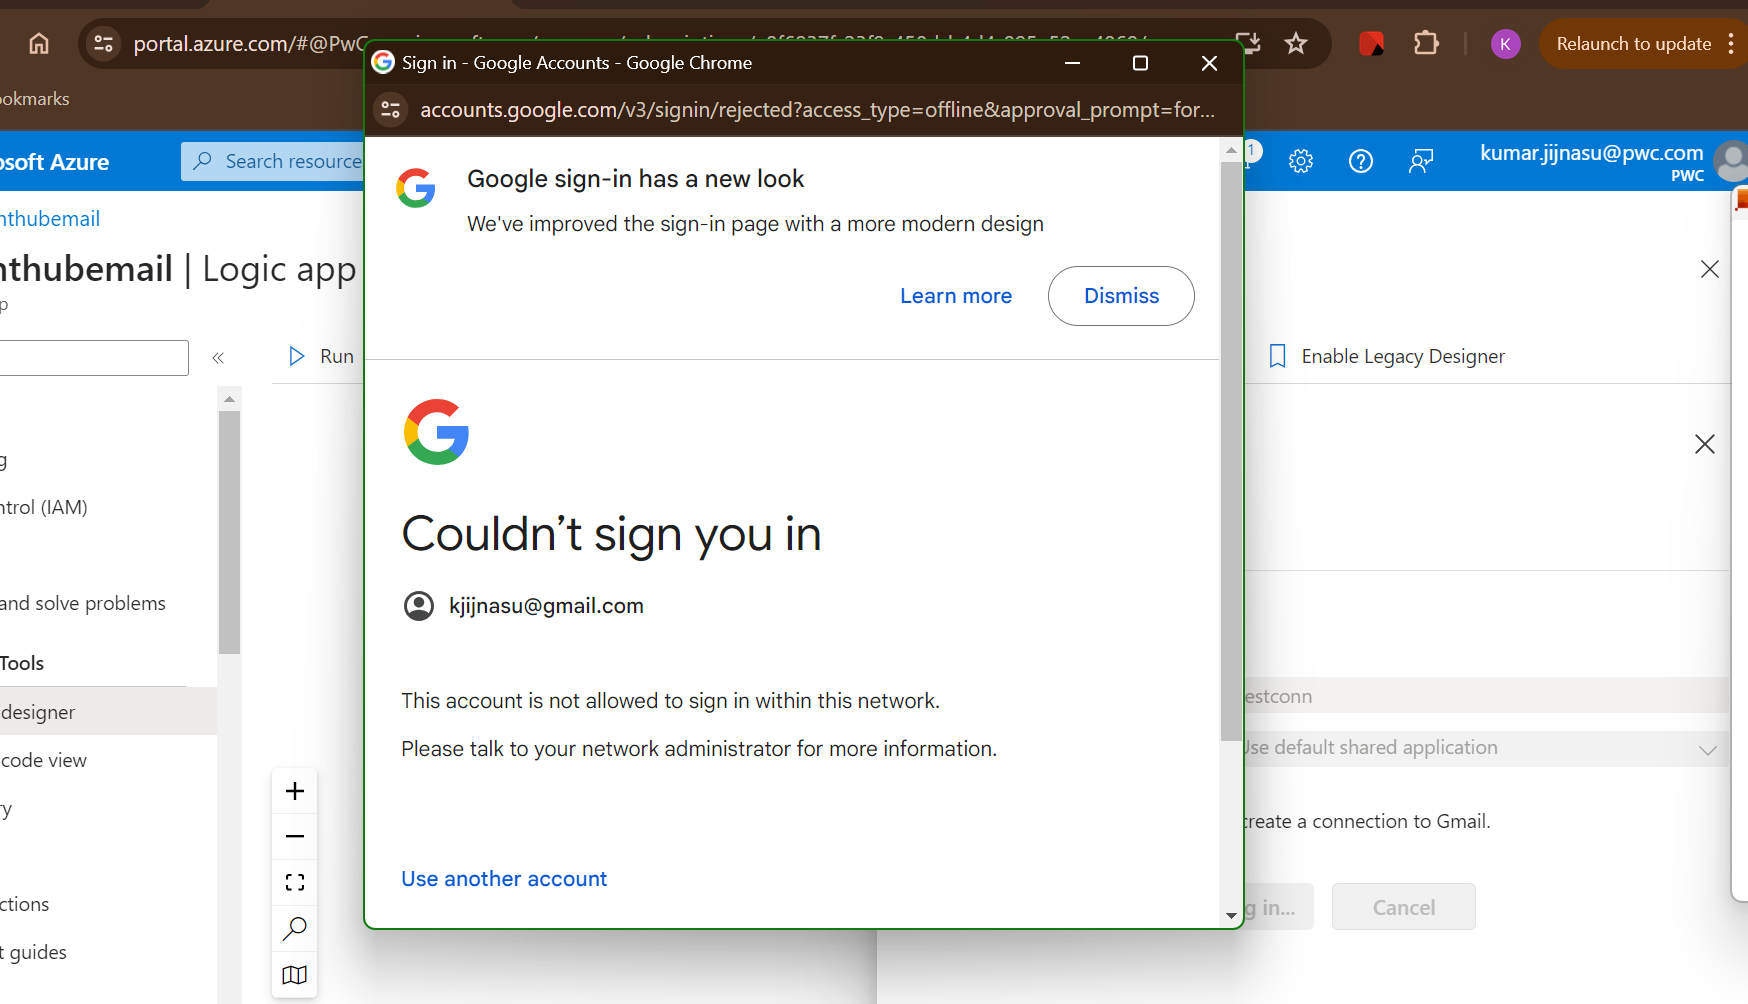 portal.azure.com/#@PwC
Relaunch to update
K
ookmarks
Sign in - Google Accounts - Google Chrome
accounts.google.com/v3/signin/rejected?access_type=offline&approval_prompt=for...
osoft Azure
Search resource
1
kumar.jijnasu@pwc.com
PWC
Google sign-in has a new look
We've improved the sign-in page with a more modern design
Learn more
Dismiss
nthubemail
nthubemail | Logic app
p
Run
Enable Legacy Designer
g
ntrol (IAM)
and solve problems
Tools
designer
code view
ry
ctions
t guides
Couldn't sign you in
kjijnasu@gmail.com
This account is not allowed to sign in within this network.
Please talk to your network administrator for more information.
Use another account
estconn
Use default shared application
create a connection to Gmail.
g in...
Cancel